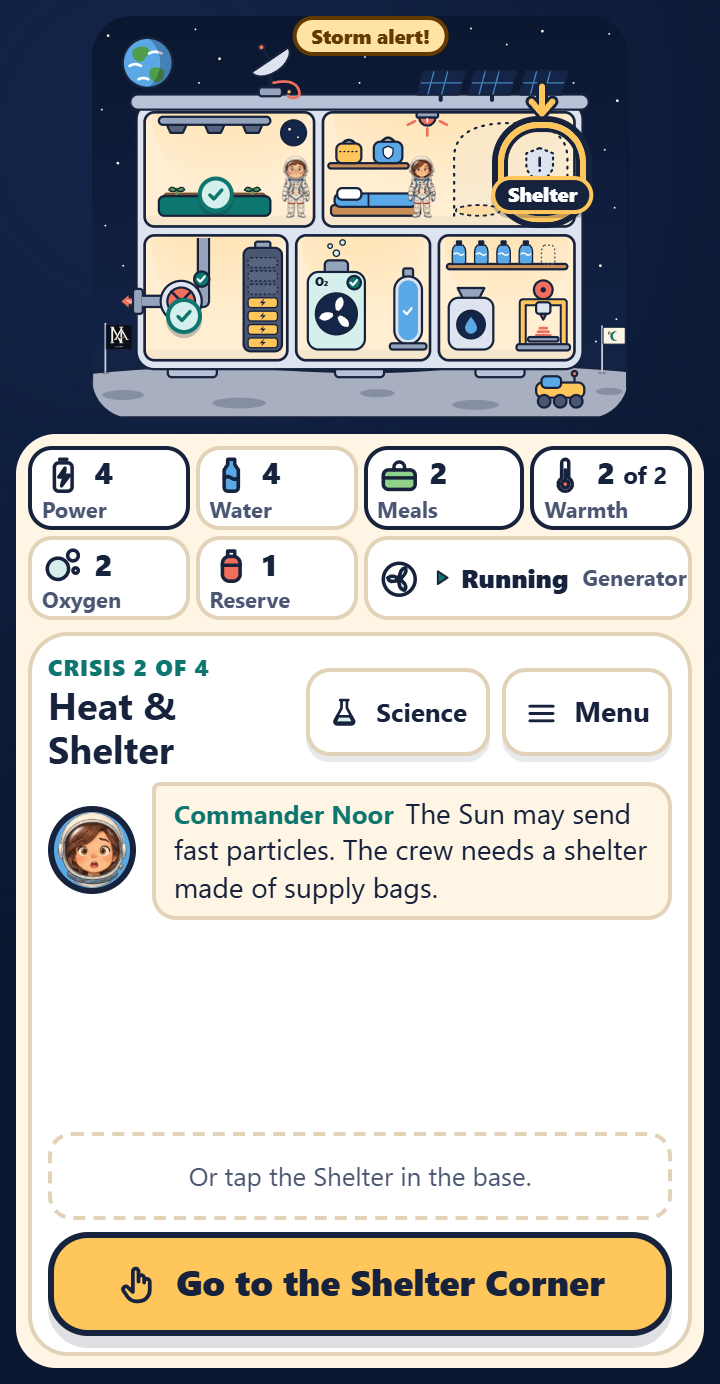 Storm alert!
Shelter
O₂
4
Power
4
Water
2
Meals
2 of 2
Warmth
2
Oxygen
1
Reserve
Running Generator
CRISIS 2 OF 4
Heat &
Shelter
Science
Menu
Commander Noor The Sun may send
fast particles. The crew needs a shelter
made of supply bags.
Or tap the Shelter in the base.
Go to the Shelter Corner